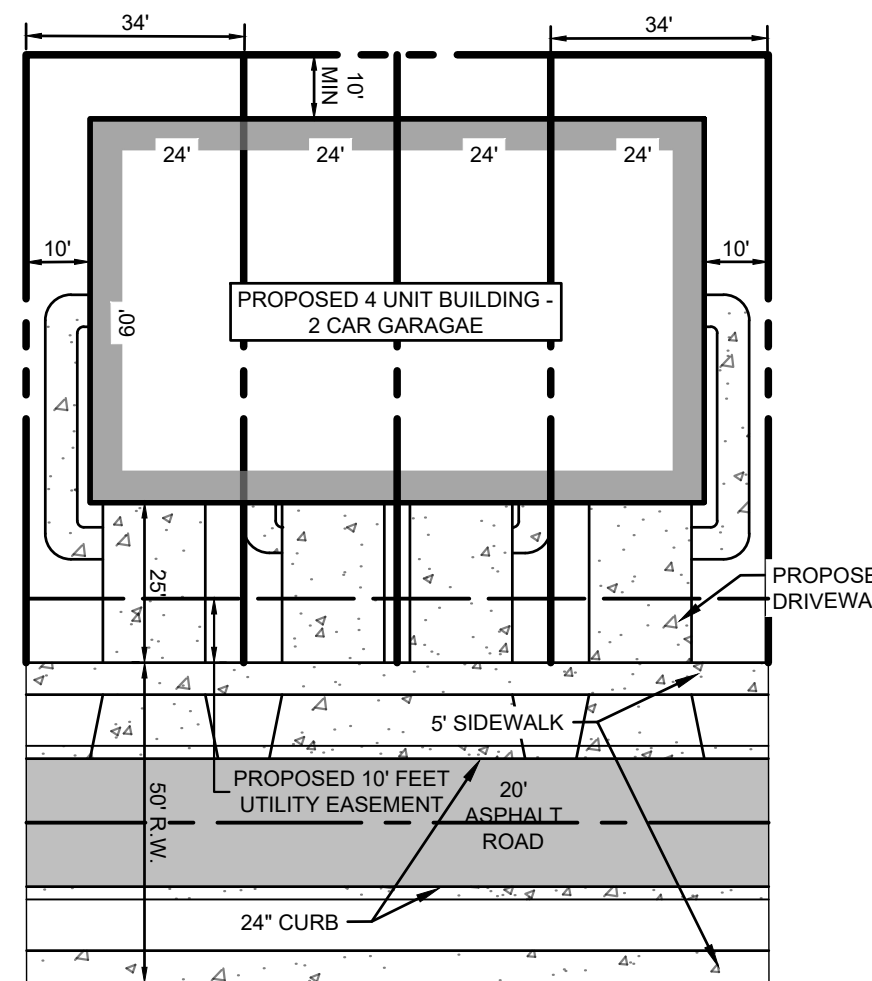 34'
34'
10'
MIN
24'
24'
24'
24'
10'
10'
PROPOSED 4 UNIT BUILDING -
2 CAR GARAGAE
60'
25'
PROPOSE
DRIVEWA
5' SIDEWALK
PROPOSED 10' FEET
UTILITY EASEMENT
20'
ASPHALT
ROAD
50' R.W.
24" CURB